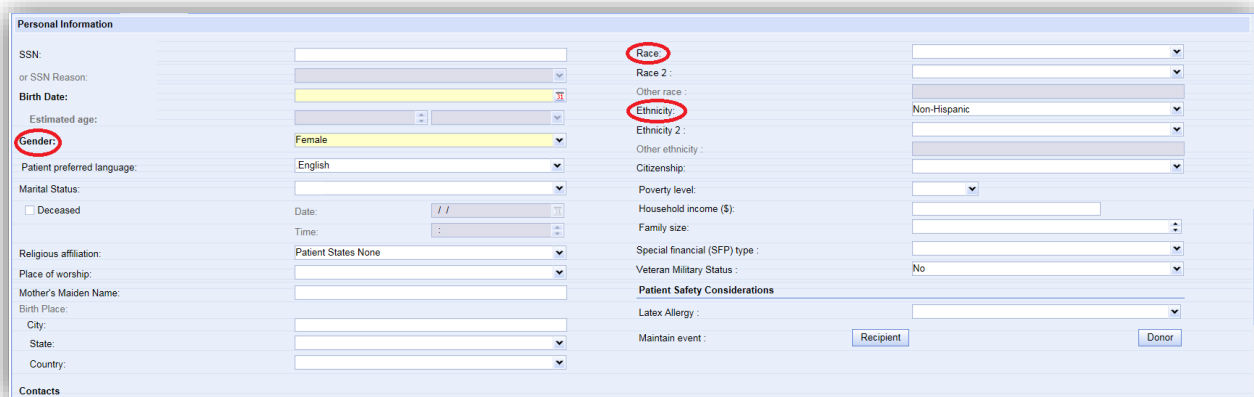 Personal Information
SSN:
or SSN Reason:
Birth Date:
Estimated age:
Gender: Female
Patient preferred language: English
Marital Status:
Deceased Date: / /
Time: :
Religious affiliation: Patient States None
Place of worship:
Mother's Maiden Name:
Birth Place:
City:
State:
Country:
Race:
Race 2 :
Other race :
Ethnicity: Non-Hispanic
Ethnicity 2 :
Other ethnicity :
Citizenship:
Poverty level:
Household income ($):
Family size:
Special financial (SFP) type :
Veteran Military Status : No
Patient Safety Considerations
Latex Allergy :
Maintain event : Recipient Donor
Contacts